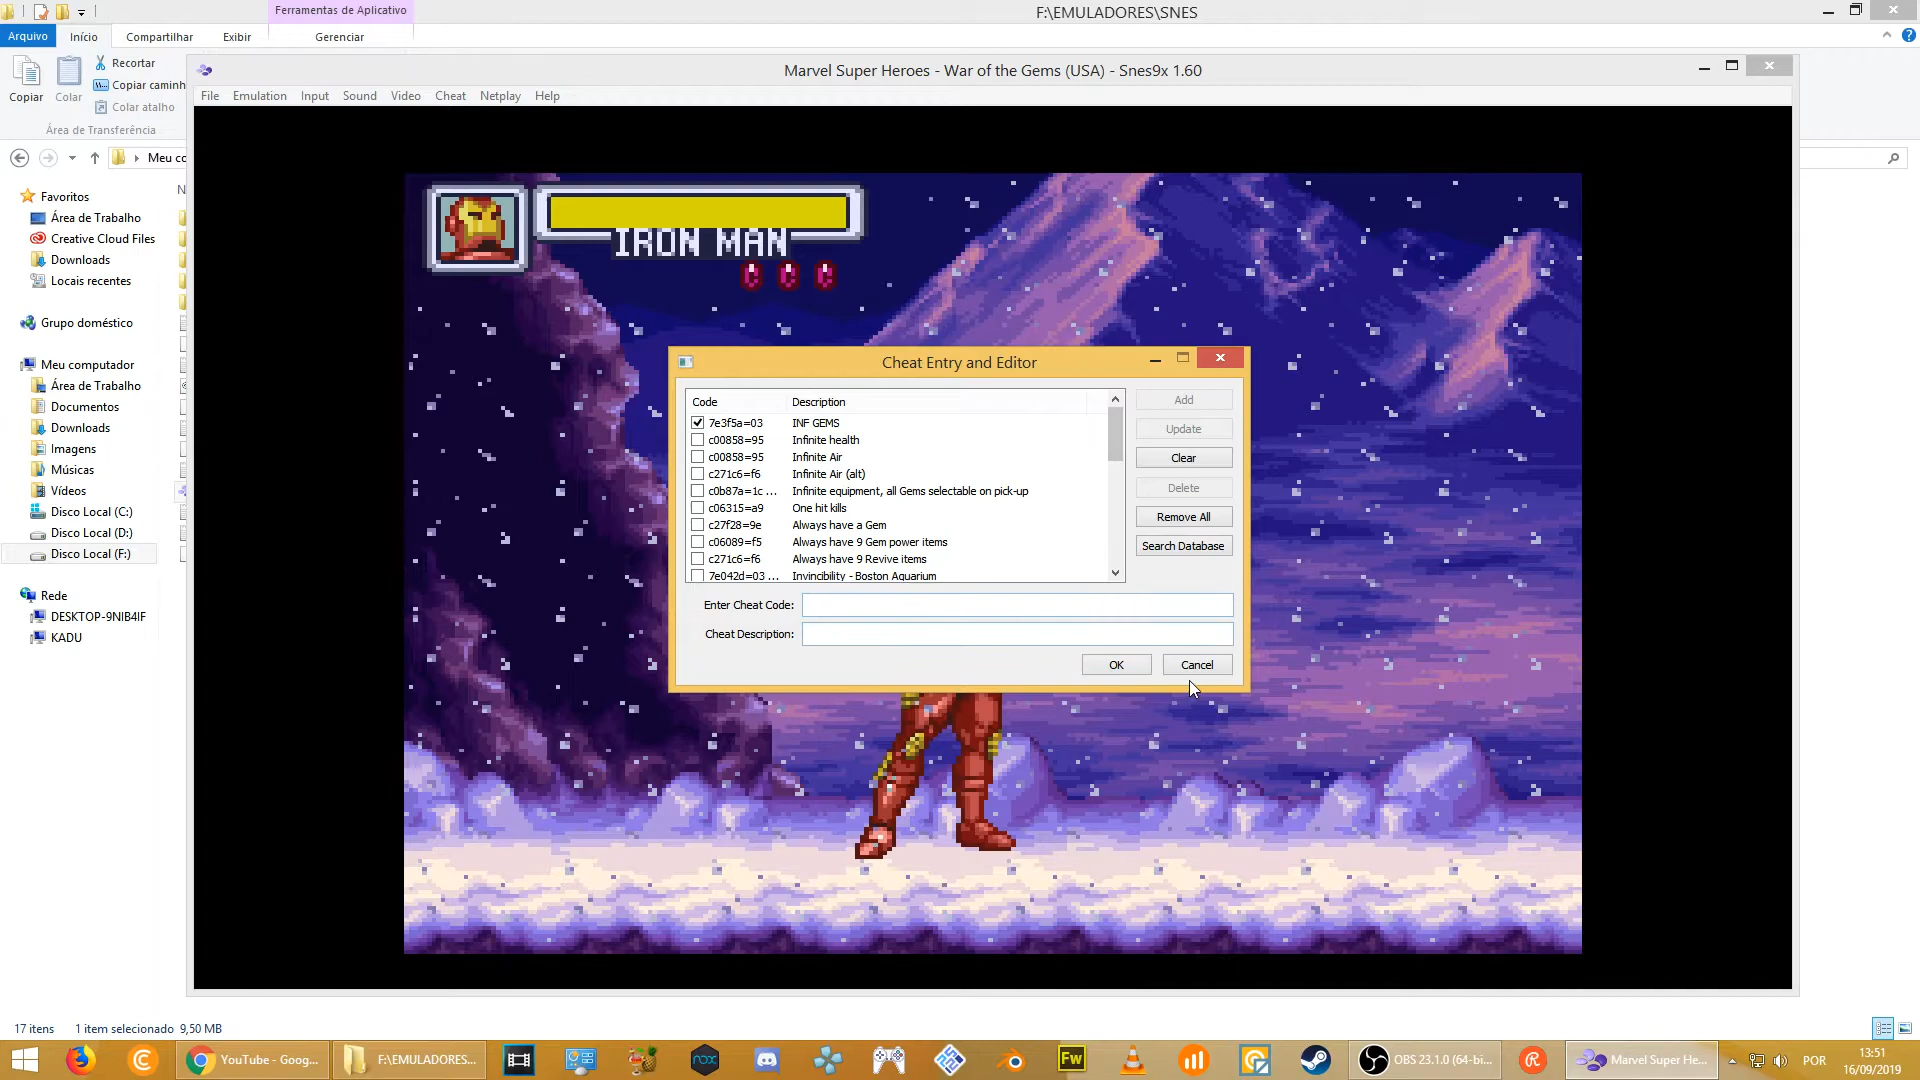 Ferramentas de Aplicativo
F:\EMULADORES\SNES
Arquivo
Início
Compartilhar
Exibir
Gerenciar
Copiar
Colar
Recortar
Copiar caminh
Colar atalho
Área de Transferência
Meu co
Marvel Super Heroes - War of the Gems (USA) - Snes9x 1.60
File
Emulation
Input
Sound
Video
Cheat
Netplay
Help
Favoritos
Área de Trabalho
Creative Cloud Files
Downloads
Locais recentes
Grupo doméstico
Meu computador
Área de Trabalho
Documentos
Downloads
Imagens
Músicas
Vídeos
Disco Local (C:)
Disco Local (D:)
Disco Local (F:)
Rede
DESKTOP-9NIB4IF
KADU
IRON MAN
Cheat Entry and Editor
Code Description
7e3f5a=03 INF GEMS
c00858=95 Infinite health
c00858=95 Infinite Air
c271c6=f6 Infinite Air (alt)
c0b87a=1c ... Infinite equipment, all Gems selectable on pick-up
c06315=a9 One hit kills
c27f28=9e Always have a Gem
c06089=f5 Always have 9 Gem power items
c271c6=f6 Always have 9 Revive items
7e042d=03 ... Invincibility - Boston Aquarium
Add
Update
Clear
Delete
Remove All
Search Database
Enter Cheat Code:
Cheat Description:
OK
Cancel
17 itens 1 item selecionado 9,50 MB
YouTube - Goog...
F:\EMULADORES...
nox
Fw
OBS 23.1.0 (64-bi...
Marvel Super He...
POR
13:51
16/09/2019